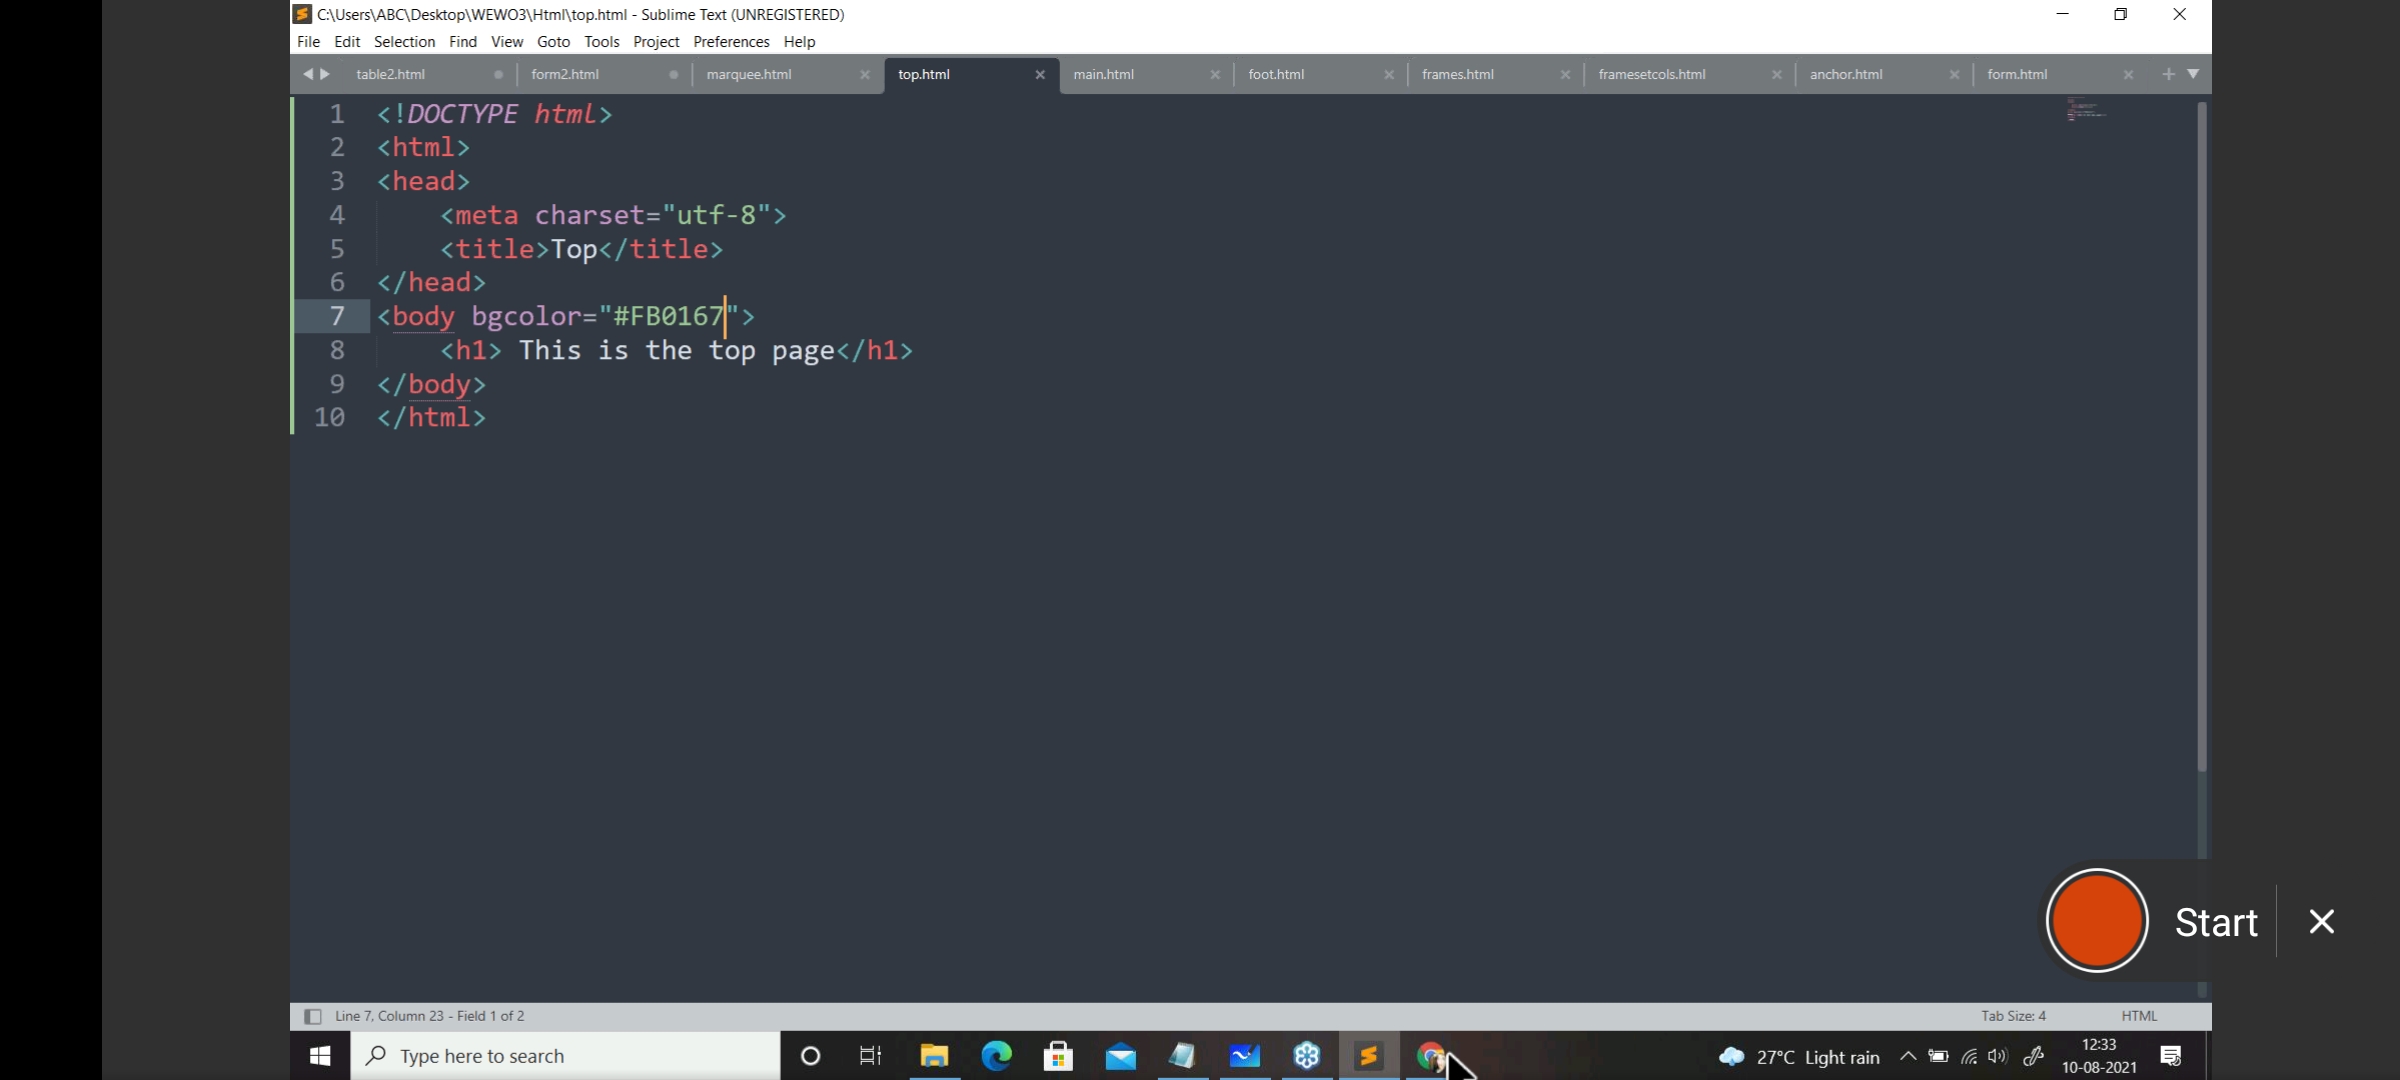 C:\Users\ABC\Desktop\WEWO3\Html\top.html - Sublime Text (UNREGISTERED)
File Edit Selection Find View Goto Tools Project Preferences Help
table2.html form2.html marquee.html top.html main.html foot.html frames.html framesetcols.html anchor.html form.html
1 <!DOCTYPE html>
2 <html>
3 <head>
4 <meta charset="utf-8">
5 <title>Top</title>
6 </head>
7 <body bgcolor="#FB0167">
8 <h1> This is the top page</h1>
9 </body>
10 </html>
Start
Line 7, Column 23 - Field 1 of 2 Tab Size: 4 HTML
Type here to search 27°C Light rain 12:33
10-08-2021